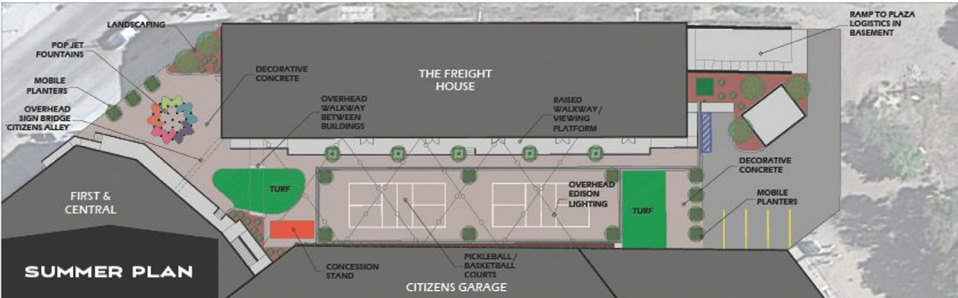 LANDSCAPING
POP JET
FOUNTAINS
MOBILE
PLANTERS
OVERHEAD
SIGN BRIDGE
'CITIZENS ALLEY'
DECORATIVE
CONCRETE
OVERHEAD
WALKWAY
BETWEEN
BUILDINGS
THE FREIGHT
HOUSE
RAISED
WALKWAY/
VIEWING
PLATFORM
RAMP TO PLAZA
LOGISTICS IN
BASEMENT
DECORATIVE
CONCRETE
MOBILE
PLANTERS
FIRST &
CENTRAL
TURF
OVERHEAD
EDISON
LIGHTING
TURF
CONCESSION
STAND
PICKLEBALL/
BASKETBALL
COURTS
CITIZENS GARAGE
SUMMER PLAN